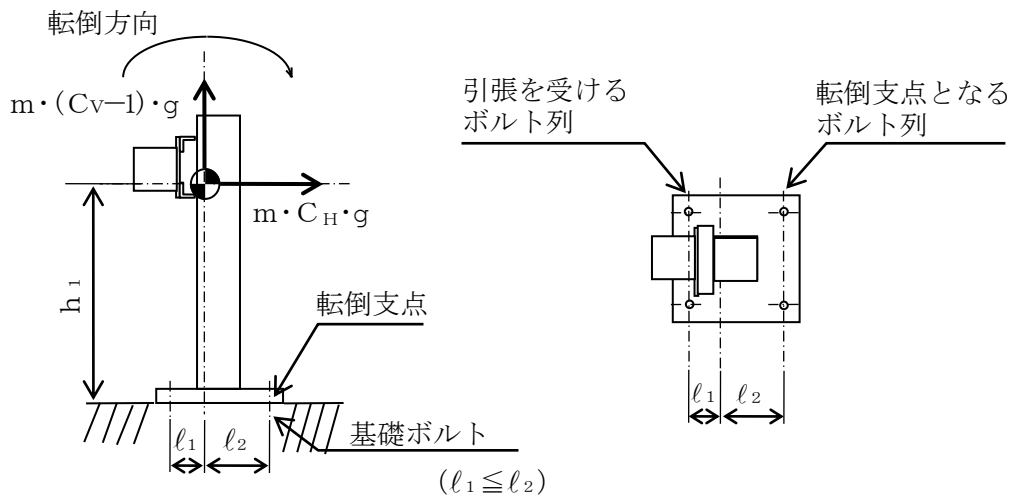 転倒方向
m・(CV−1)・g
m・CH・g
h1
転倒支点
基礎ボルト
ℓ1
ℓ2
(ℓ1≦ℓ2)
引張を受ける
ボルト列
転倒支点となる
ボルト列
ℓ1
ℓ2